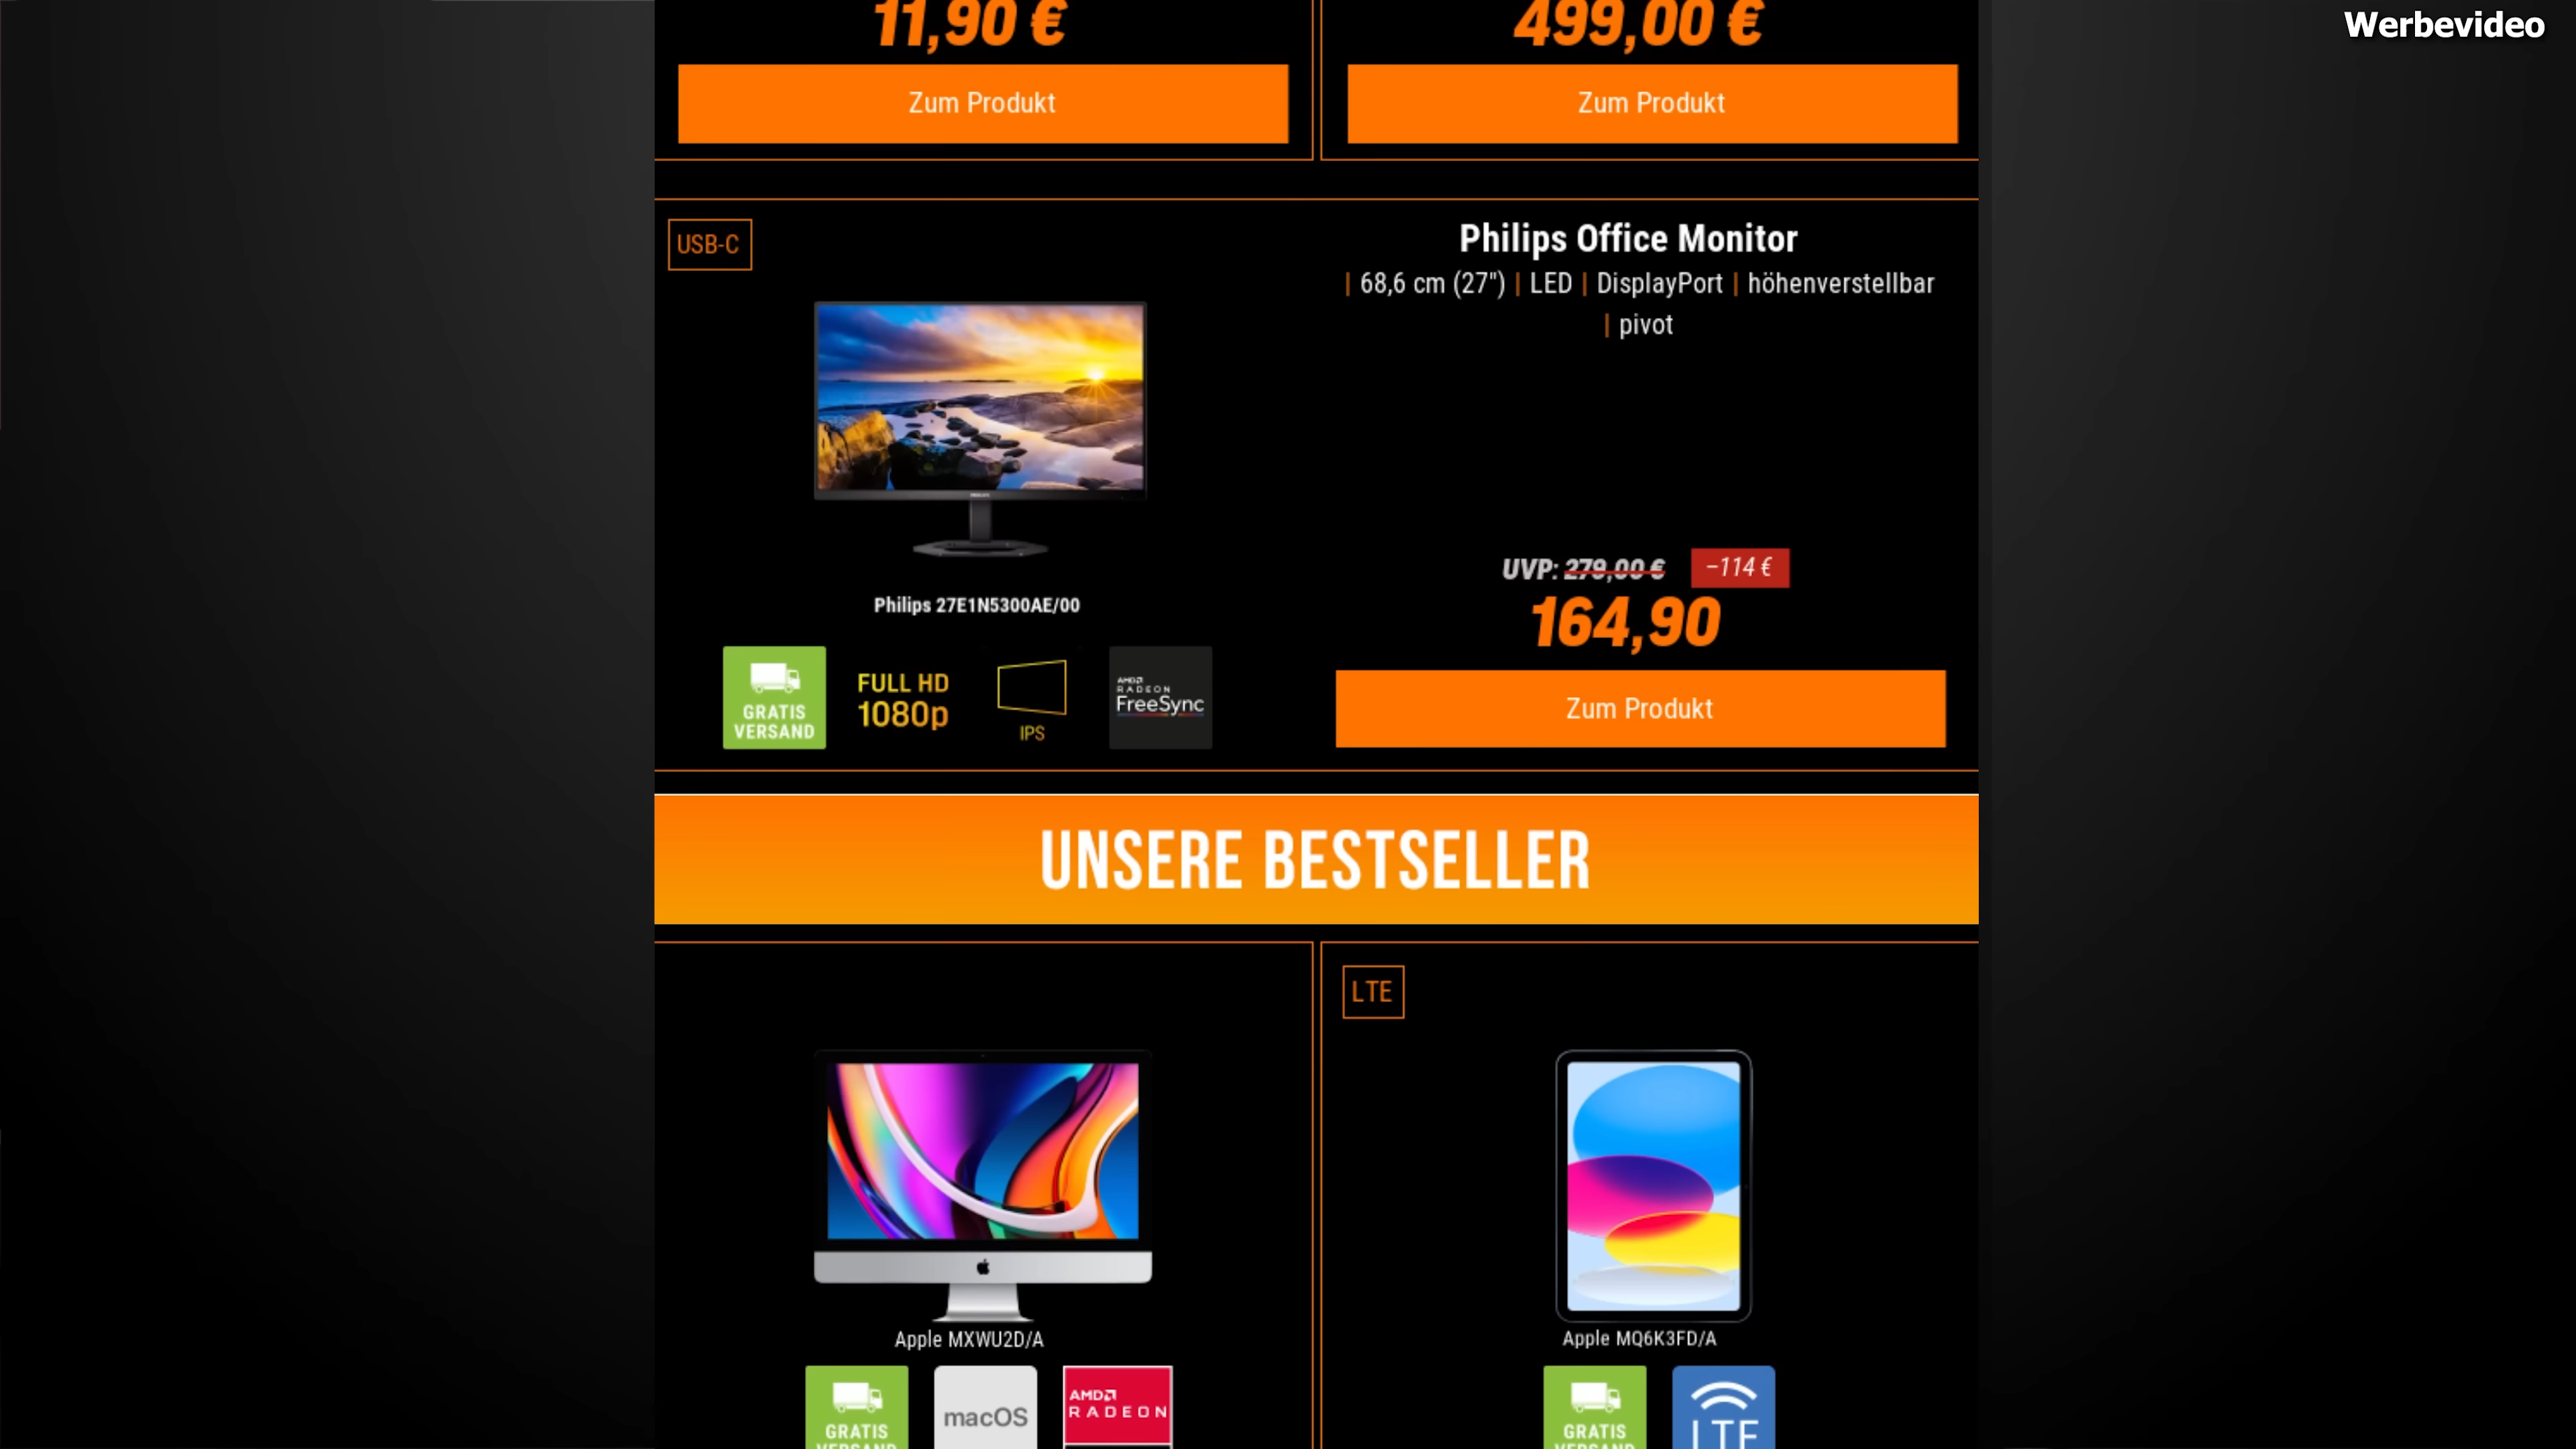 Werbevideo
11,90 €
499,00 €
Zum Produkt
Zum Produkt
USB-C
Philips Office Monitor
| 68,6 cm (27") | LED | DisplayPort | höhenverstellbar
| pivot
Philips 27E1N5300AE/00
UVP: 279,00 € –114 €
164,90
GRATIS
VERSAND
FULL HD
1080p
IPS
AMD
RADEON
FreeSync
Zum Produkt
UNSERE BESTSELLER
LTE
Apple MXWU2D/A
Apple MQ6K3FD/A
GRATIS
VERSAND
macOS
AMD
RADEON
GRATIS
VERSAND
LTE